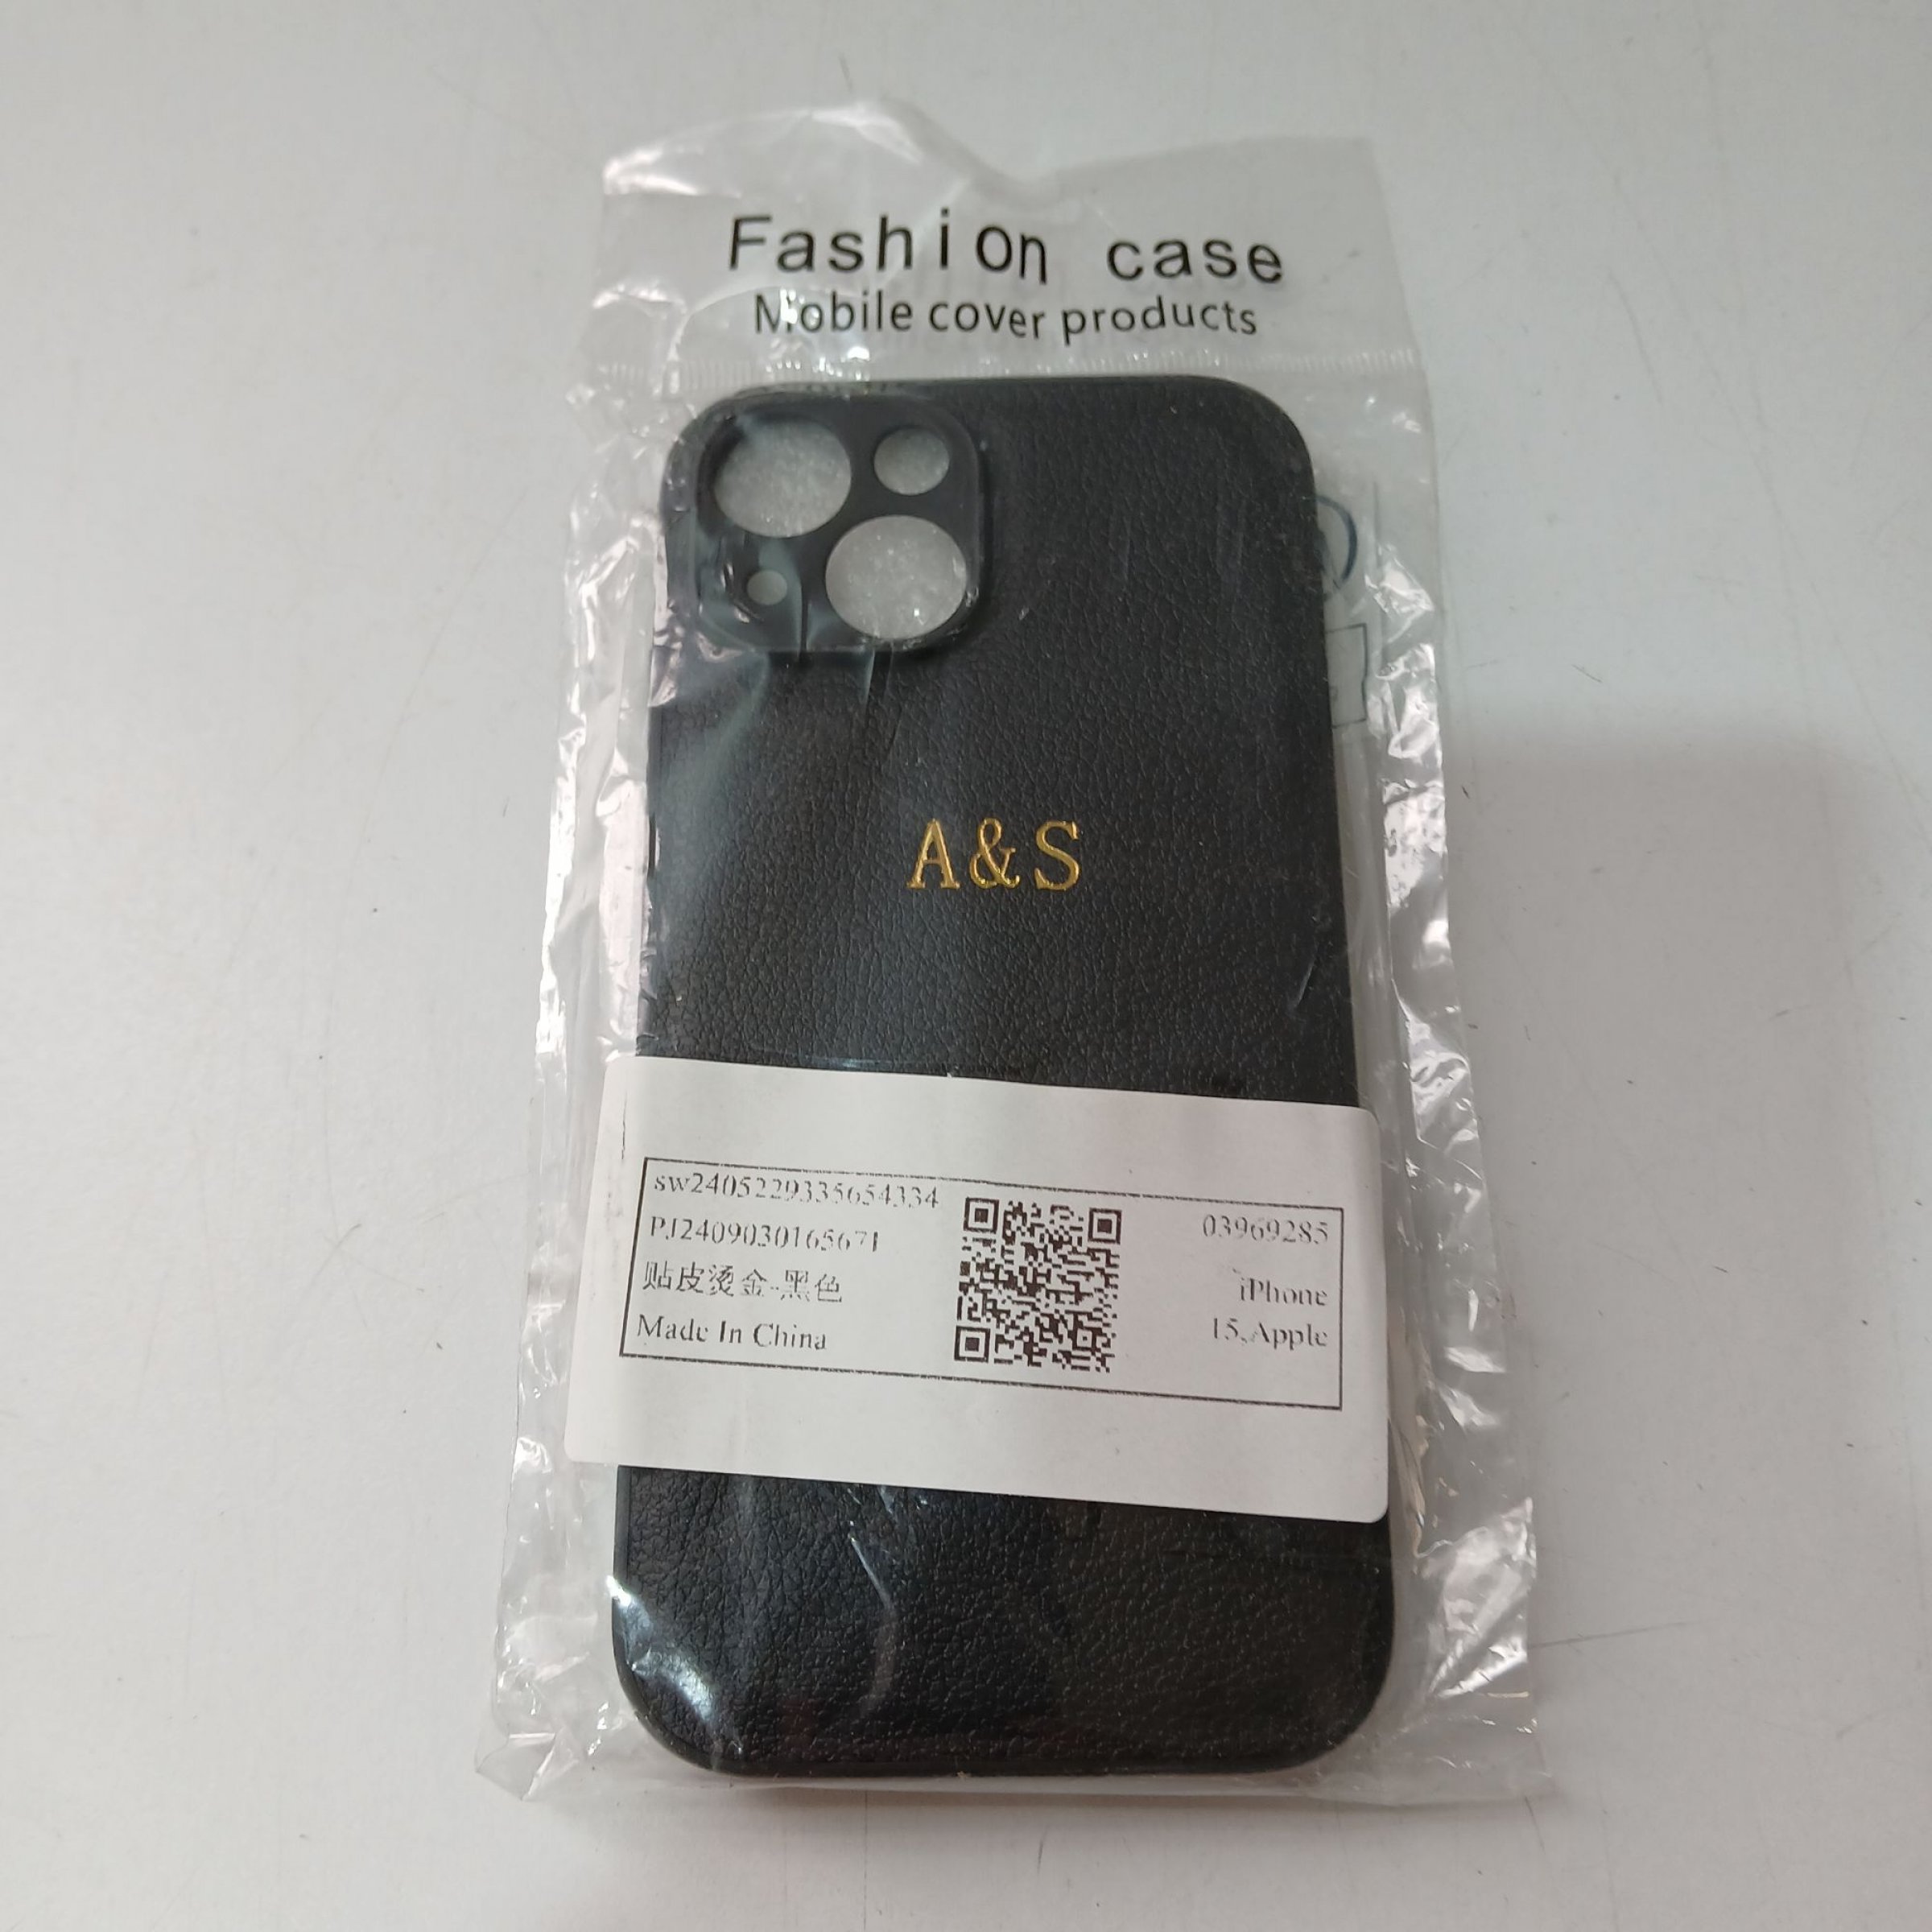 Fashion case
Mobile cover products
A&S
sw2405229335654334
PJ2409030165671
贴皮烫金-黑色
Made In China
03969285
iPhone
15,Apple